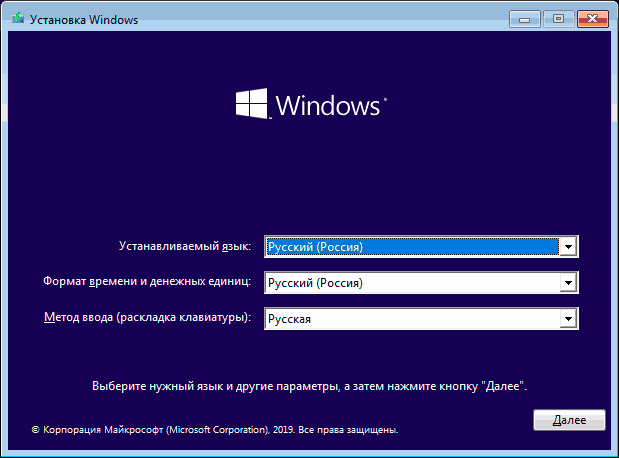 Установка Windows
Windows
Устанавливаемый язык: Русский (Россия)
Формат времени и денежных единиц: Русский (Россия)
Метод ввода (раскладка клавиатуры): Русская
Выберите нужный язык и другие параметры, а затем нажмите кнопку "Далее".
Далее
© Корпорация Майкрософт (Microsoft Corporation), 2019. Все права защищены.